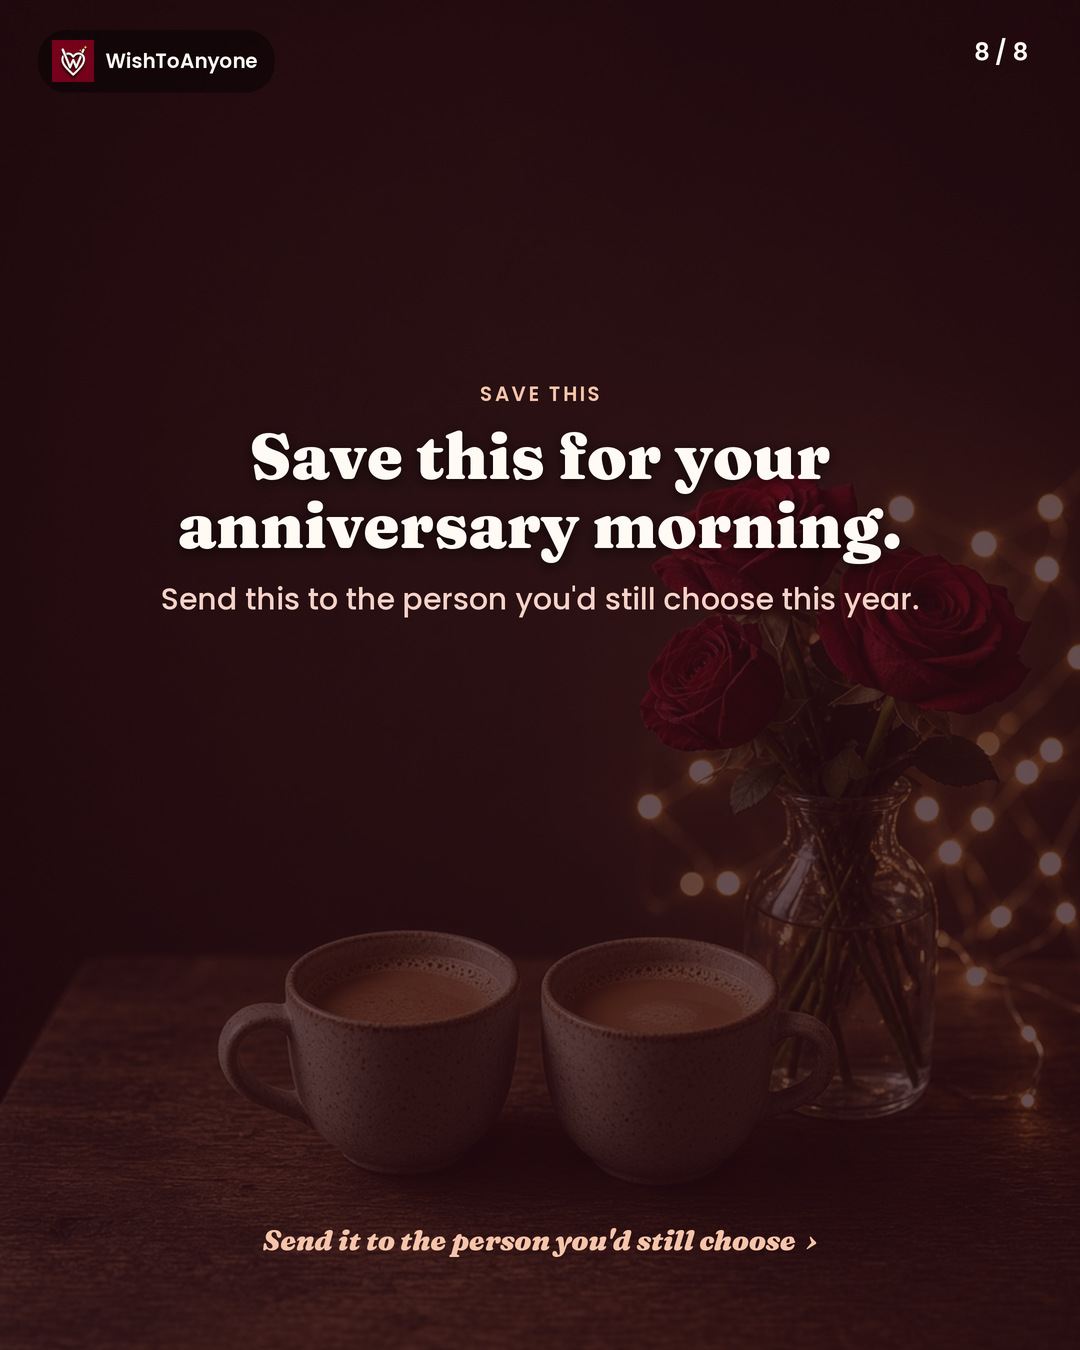 WishToAnyone
8 / 8
SAVE THIS
Save this for your
anniversary morning.
Send this to the person you'd still choose this year.
Send it to the person you'd still choose ›